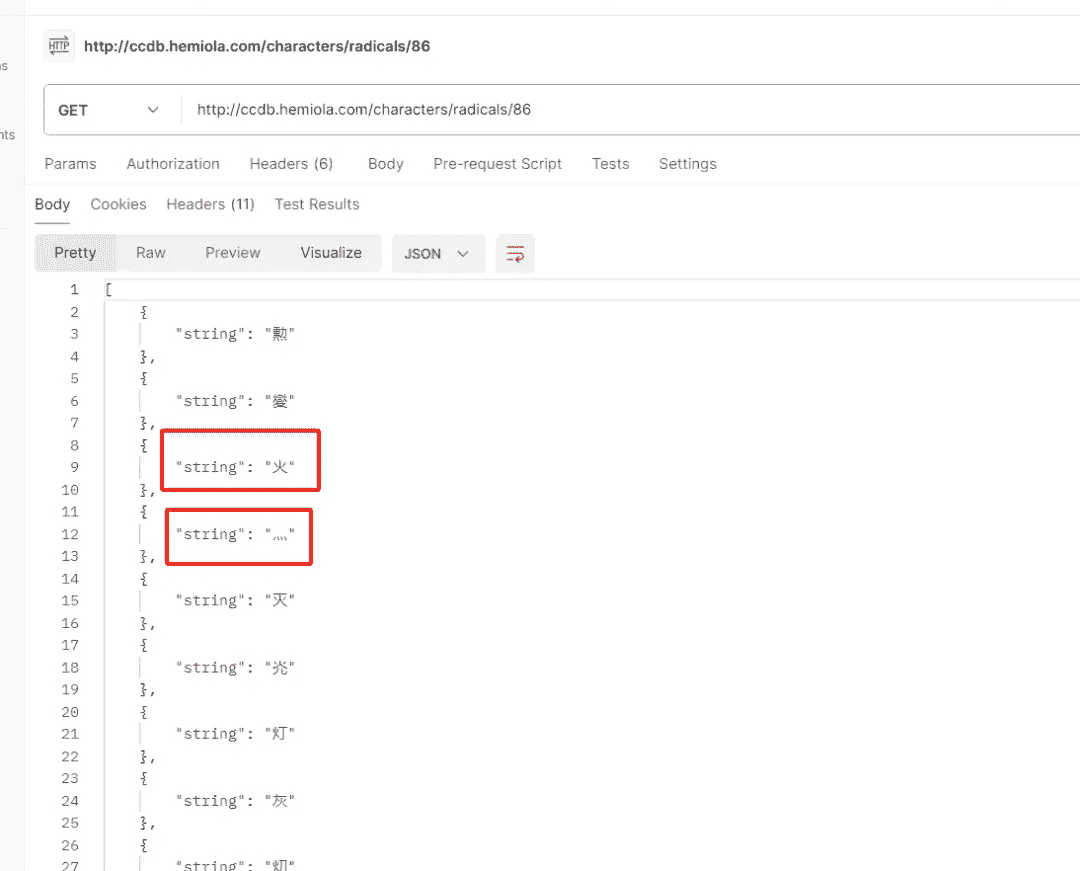 HTTP http://ccdb.hemiola.com/characters/radicals/86
GET http://ccdb.hemiola.com/characters/radicals/86
Params Authorization Headers (6) Body Pre-request Script Tests Settings
Body Cookies Headers (11) Test Results
Pretty Raw Preview Visualize JSON
1 [
2 {
3 "string": "勲"
4 },
5 {
6 "string": "燮"
7 },
8 {
9 "string": "火"
10 },
11 {
12 "string": "灬"
13 },
14 {
15 "string": "灭"
16 },
17 {
18 "string": "灮"
19 },
20 {
21 "string": "灯"
22 },
23 {
24 "string": "灰"
25 },
26 {
27 "string":